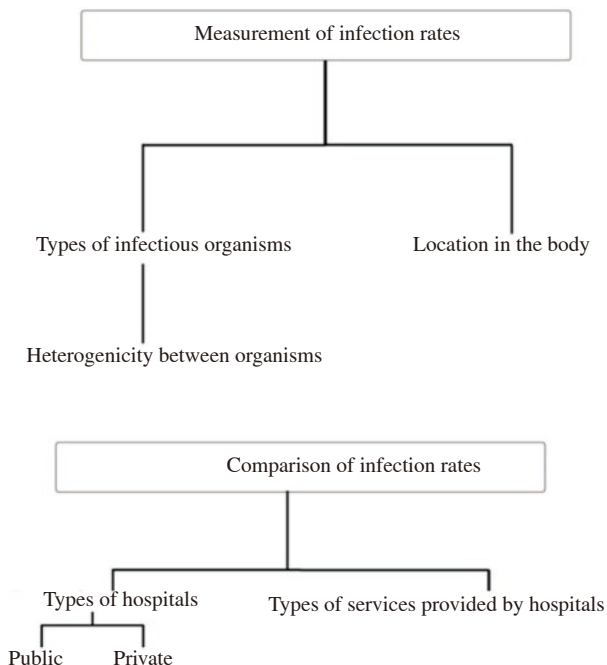 Measurement of infection rates
Types of infectious organisms
Location in the body
Heterogenicity between organisms
Comparison of infection rates
Types of hospitals
Types of services provided by hospitals
Public
Private